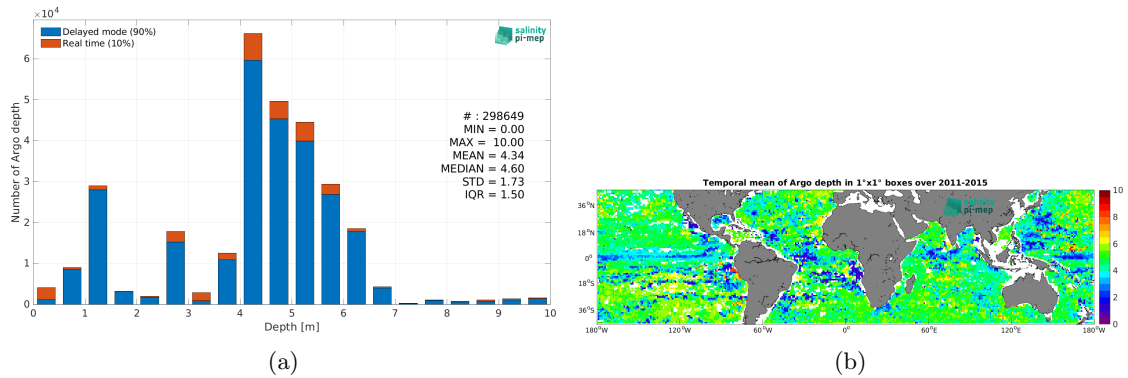 ×10⁴
Delayed mode (90%)
Real time (10%)
salinity
pi-mep
Number of Argo depth
6
5
4
3
2
1
0
# : 298649
MIN = 0.00
MAX = 10.00
MEAN = 4.34
MEDIAN = 4.60
STD = 1.73
IQR = 1.50
0 1 2 3 4 5 6 7 8 9 10
Depth [m]
(a)
Temporal mean of Argo depth in 1°x1° boxes over 2011-2015
salinity
pi-mep
36°N
18°N
0°
18°S
36°S
180°W 120°W 60°W 0° 60°E 120°E 180°W
10
8
6
4
2
0
(b)